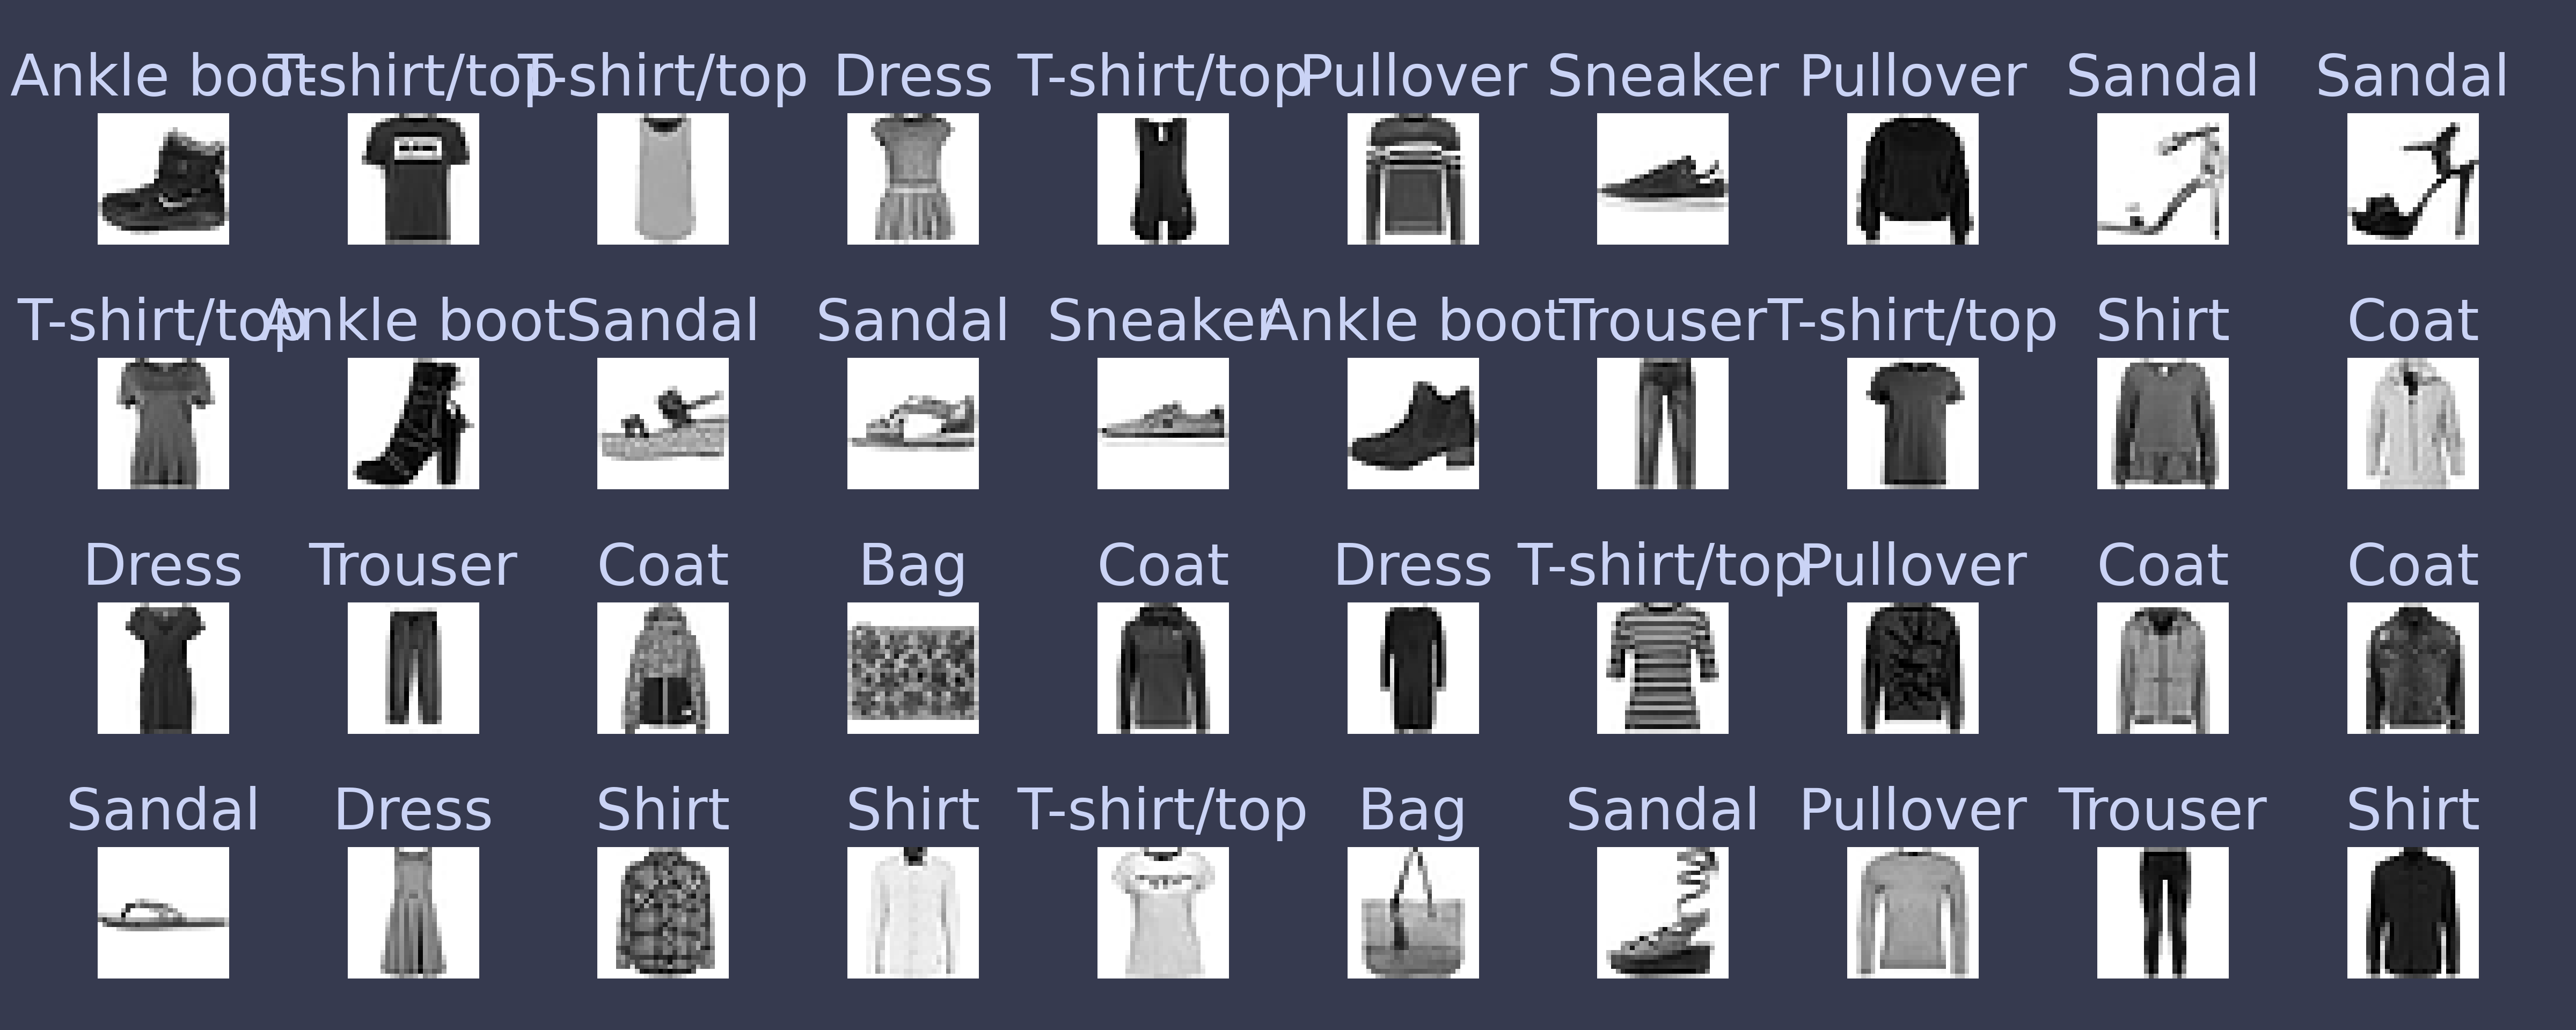 Ankle boot T-shirt/top T-shirt/top Dress T-shirt/top Pullover Sneaker Pullover Sandal Sandal
T-shirt/top Ankle boot Sandal Sandal Sneaker Ankle boot Trouser T-shirt/top Shirt Coat
Dress Trouser Coat Bag Coat Dress T-shirt/top Pullover Coat Coat
Sandal Dress Shirt Shirt T-shirt/top Bag Sandal Pullover Trouser Shirt